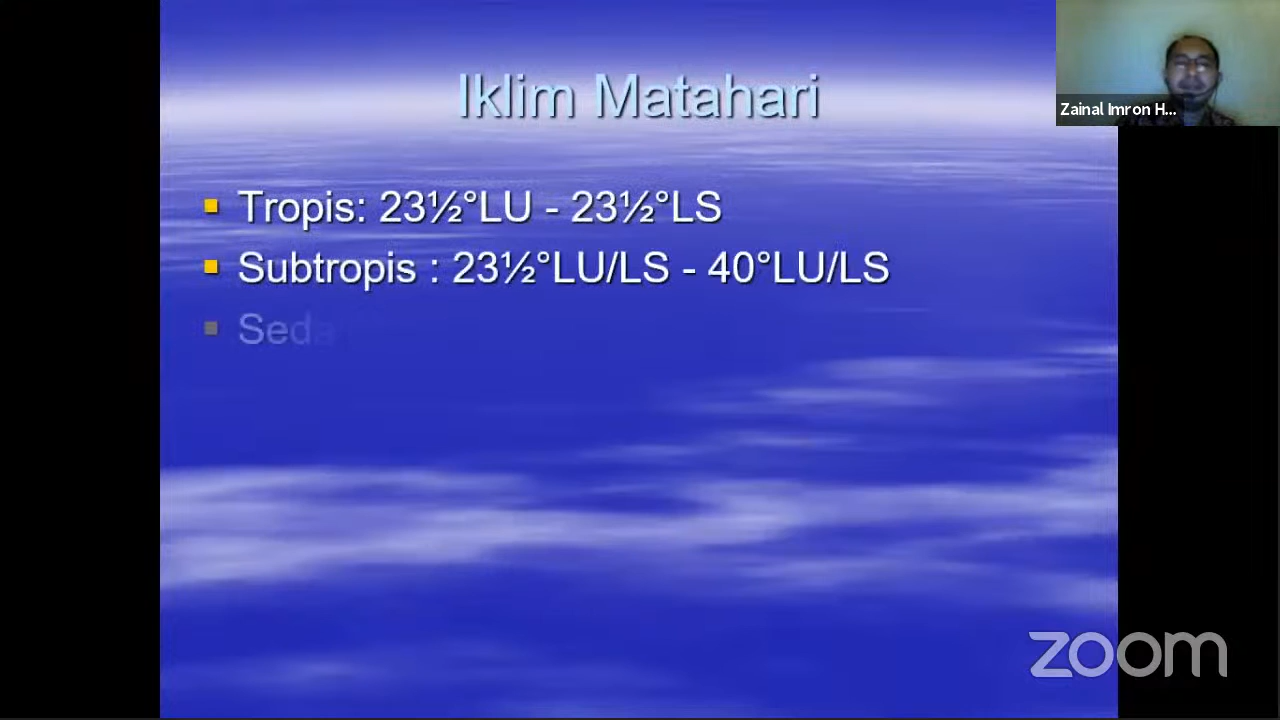 Iklim Matahari
Zainal Imron H...
Tropis: 23½°LU - 23½°LS
Subtropis : 23½°LU/LS - 40°LU/LS
Seda
zoom